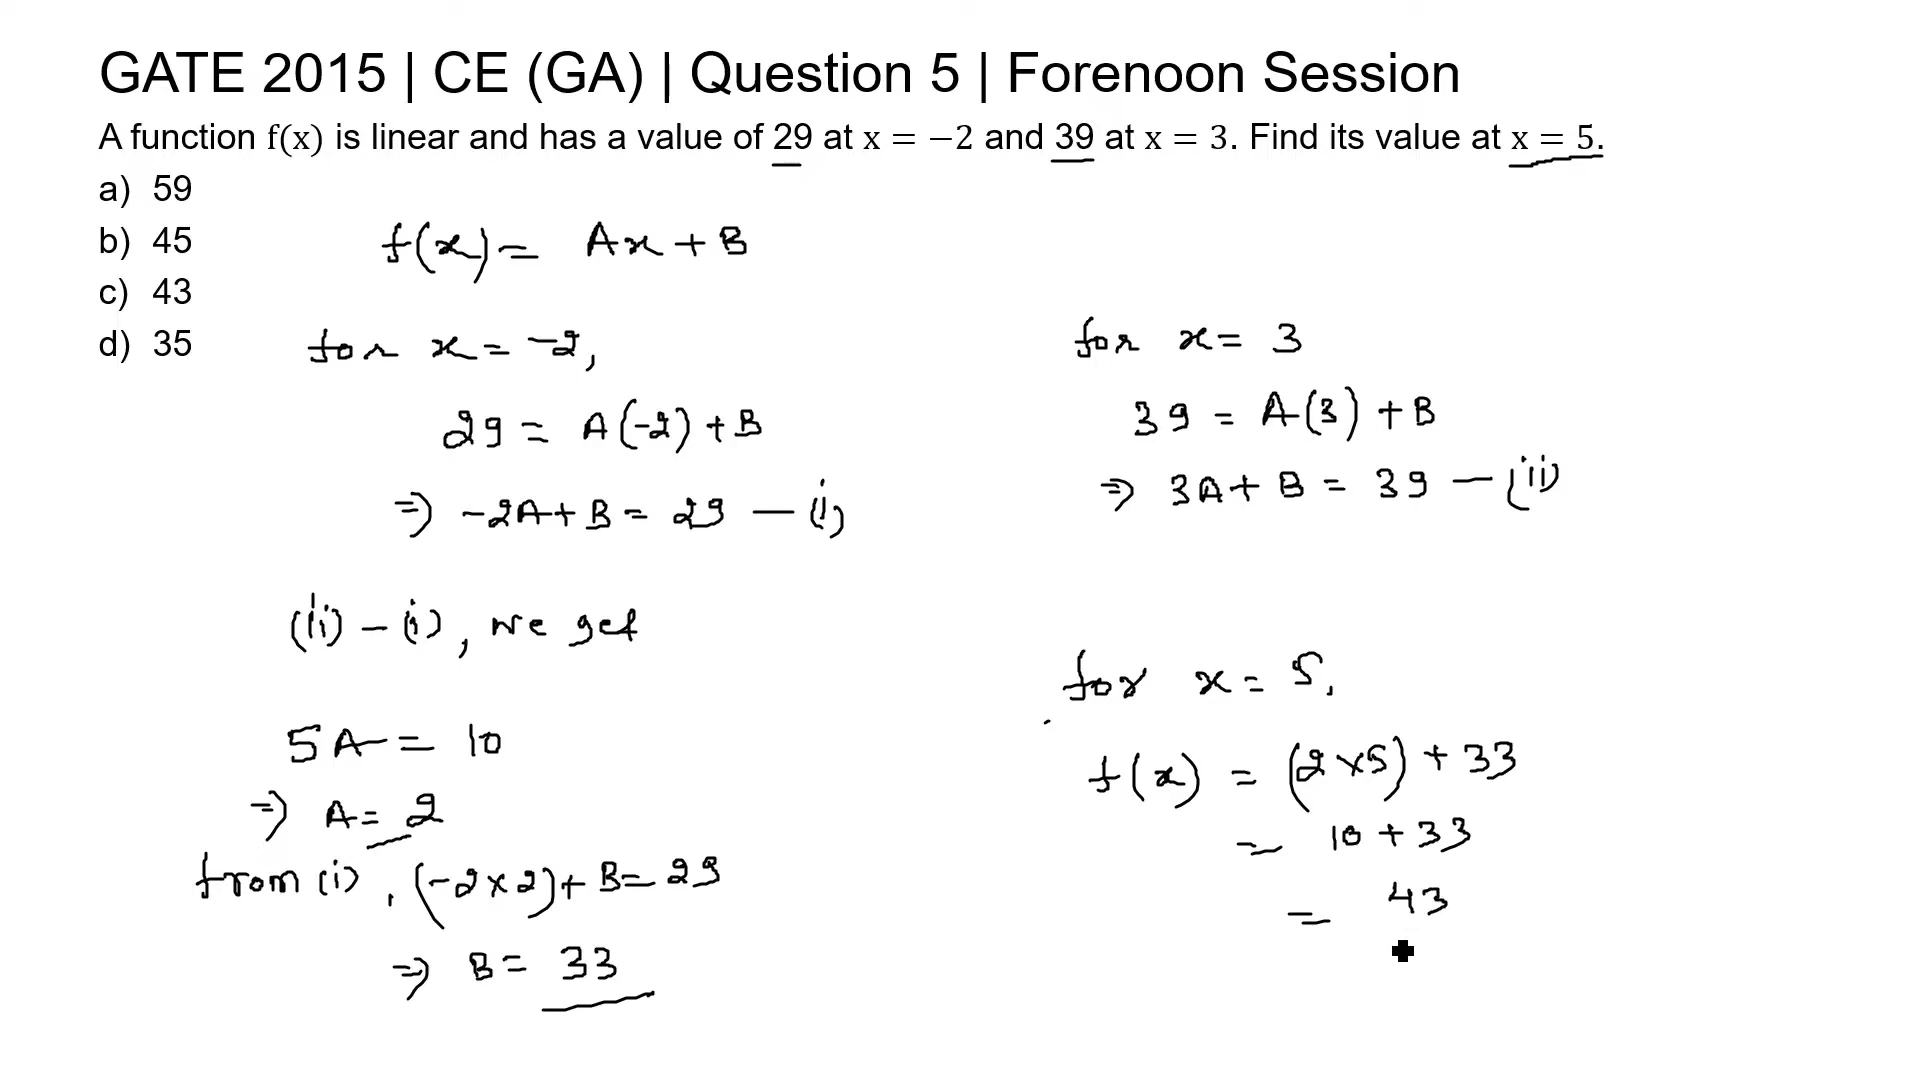 GATE 2015 | CE (GA) | Question 5 | Forenoon Session
A function f(x) is linear and has a value of 29 at x = −2 and 39 at x = 3. Find its value at x = 5.
a) 59
b) 45
c) 43
d) 35
f(x) = Ax + B
for x = -2,
29 = A(-2) + B
⇒ -2A + B = 29 — (i)
for x = 3
39 = A(3) + B
⇒ 3A + B = 39 — (ii)
(ii) - (i), we get
5A = 10
⇒ A = 2
from (i), (-2 × 2) + B = 29
⇒ B = 33
for x = 5,
f(x) = (2 × 5) + 33
= 10 + 33
= 43